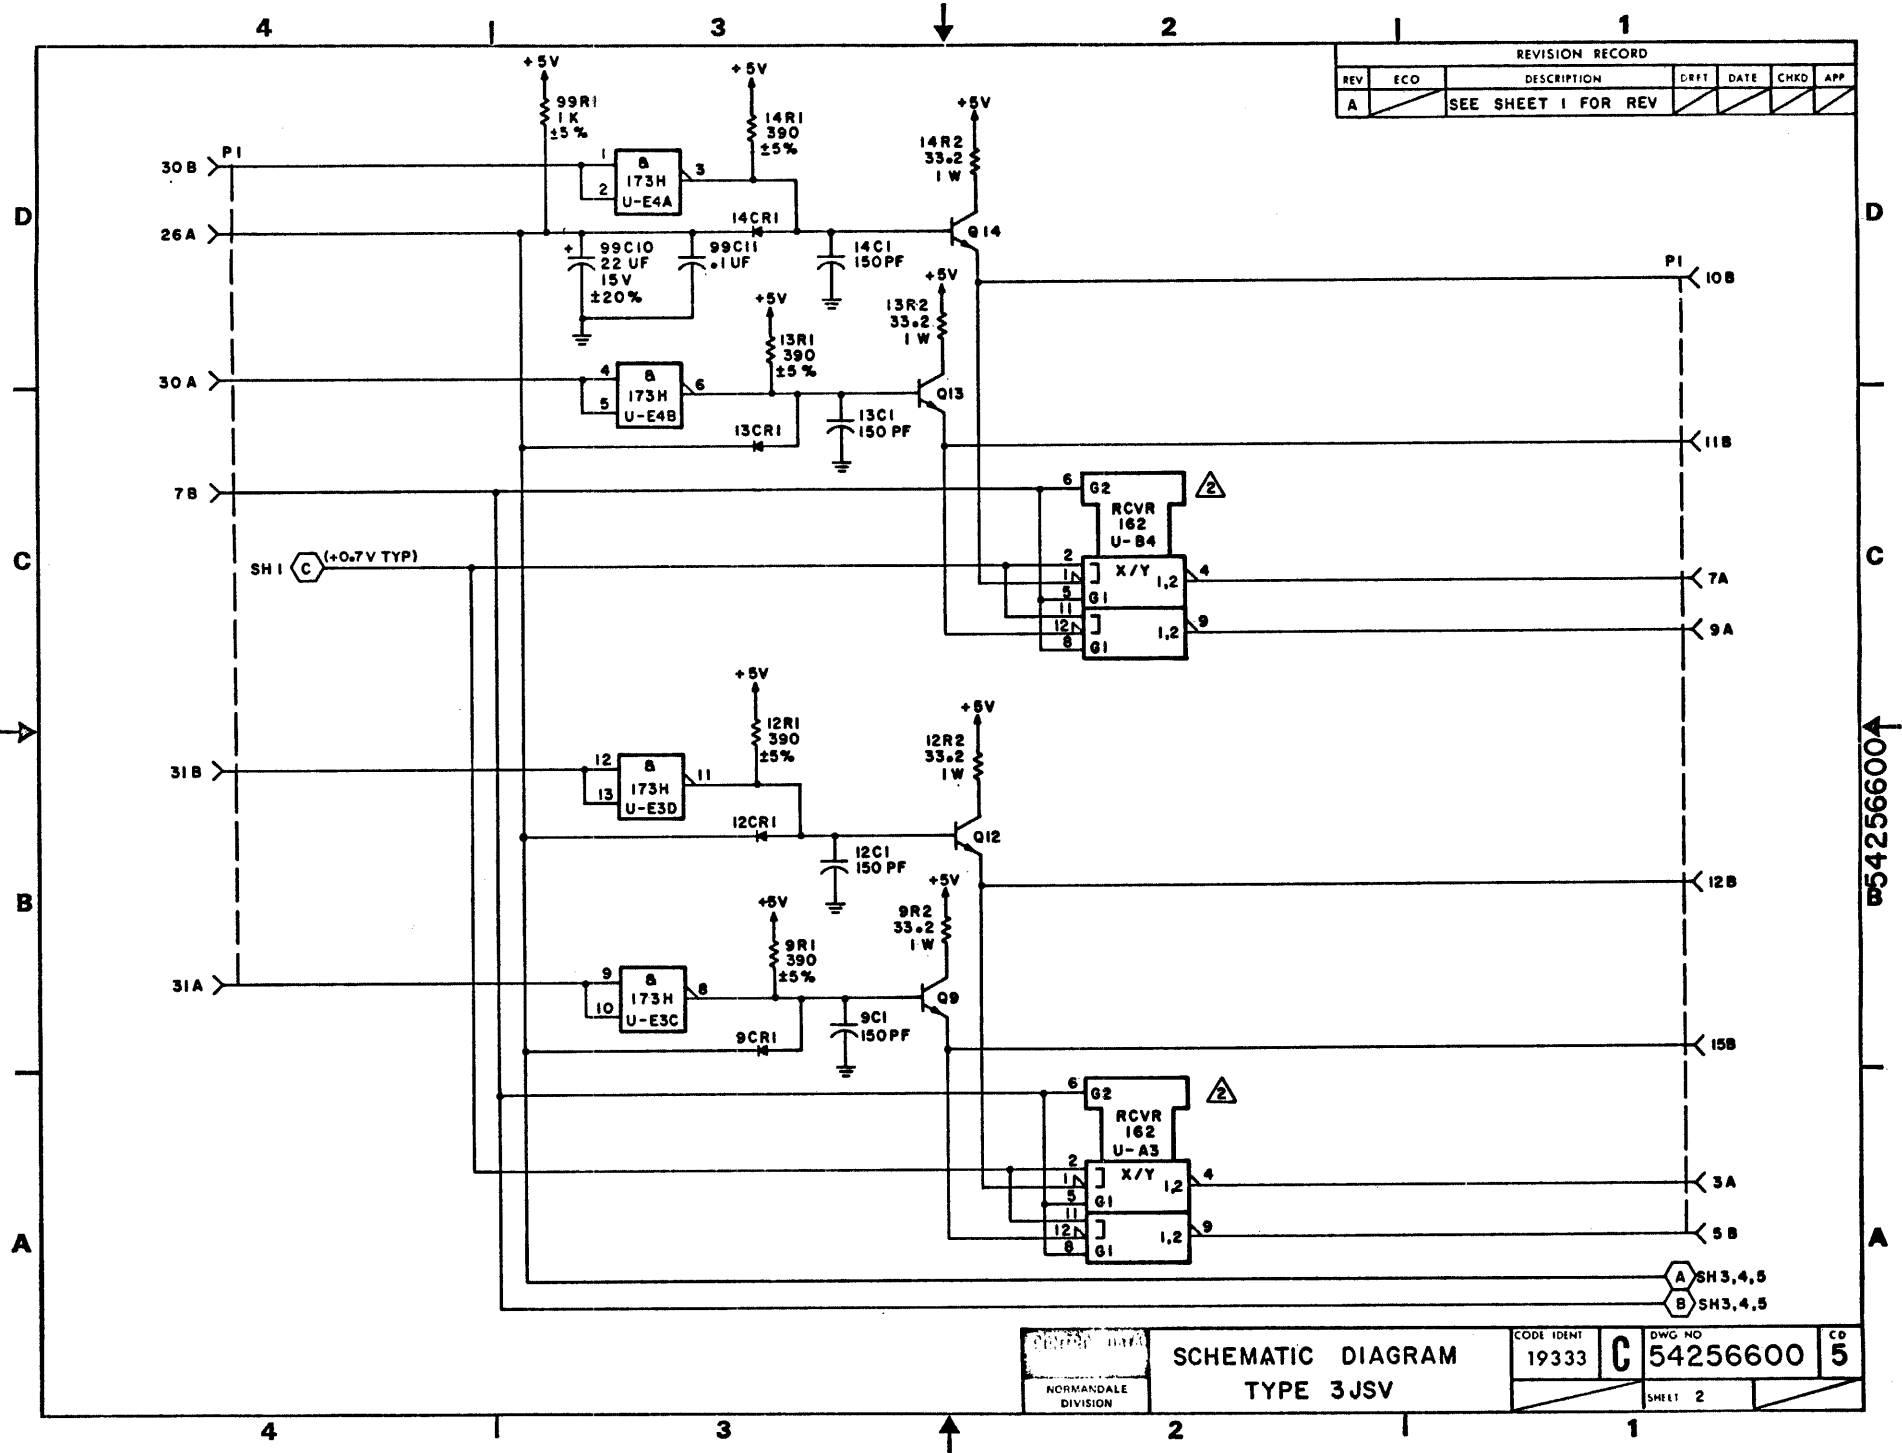 4 3 2 1
REVISION RECORD
REV ECO DESCRIPTION DRFT DATE CHKD APP
A SEE SHEET 1 FOR REV
+5V
99R1
1K
±5%
+5V
14R1
390
±5%
+5V
14R2
33.2
1W
P1
30B
1
2
&
173H
U-E4A
3
D
D
26A
14CR1
Q14
+
99C10
22 UF
15V
±20%
99C11
.1UF
14C1
150PF
P1
10B
+5V
13R1
390
±5%
+5V
13R2
33.2
1W
30A
4
5
&
173H
U-E4B
6
Q13
13C1
150PF
13CR1
11B
7B
6
G2
RCVR
162
U-B4
2
C
SH1
C
(+0.7V TYP)
2
1
5
11
12
8
X/Y
G1
G1
1,2
1,2
4
9
7A
9A
C
+5V
12R1
390
±5%
+5V
12R2
33.2
1W
31B
12
13
&
173H
U-E3D
11
12CR1
Q12
12C1
150PF
12B
54256600
B
B
+5V
9R1
390
±5%
+5V
9R2
33.2
1W
31A
9
10
&
173H
U-E3C
8
Q9
9C1
150PF
9CR1
15B
6
G2
RCVR
162
U-A3
2
2
1
5
11
12
8
X/Y
G1
G1
1,2
1,2
4
9
3A
5B
A
A
A SH3,4,5
B SH3,4,5
NORMANDALE
DIVISION
SCHEMATIC DIAGRAM
TYPE 3JSV
CODE IDENT
19333
C
DWG NO
54256600
CD
5
SHEET 2
4 3 2 1